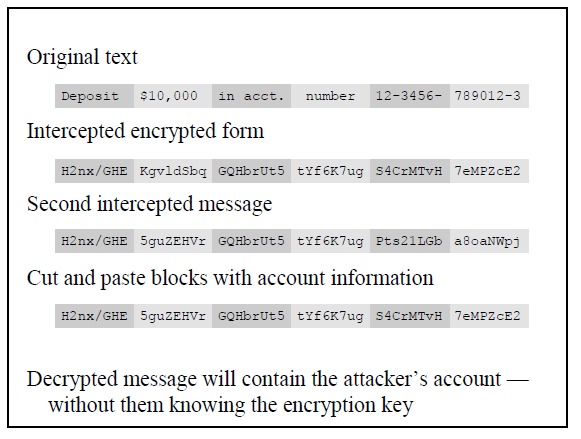 Original text
Deposit $10,000 in acct. number 12-3456- 789012-3
Intercepted encrypted form
H2nx/GHE KgvldSbq GQHbrUt5 tYf6K7ug S4CrMTvH 7eMPZcE2
Second intercepted message
H2nx/GHE 5guZEHVr GQHbrUt5 tYf6K7ug Pts21LGb a8oaNWpj
Cut and paste blocks with account information
H2nx/GHE 5guZEHVr GQHbrUt5 tYf6K7ug S4CrMTvH 7eMPZcE2
Decrypted message will contain the attacker’s account —
without them knowing the encryption key